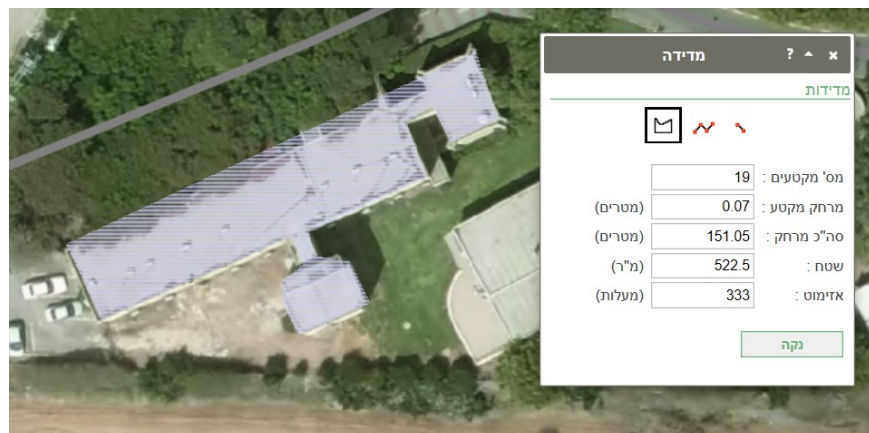 מדידה ?
מדידות
מס' מקטעים : 19
מרחק מקטע : 0.07 (מטרים)
סה"כ מרחק : 151.05 (מטרים)
שטח : 522.5 (מ"ר)
אזימוט : 333 (מעלות)
נקה